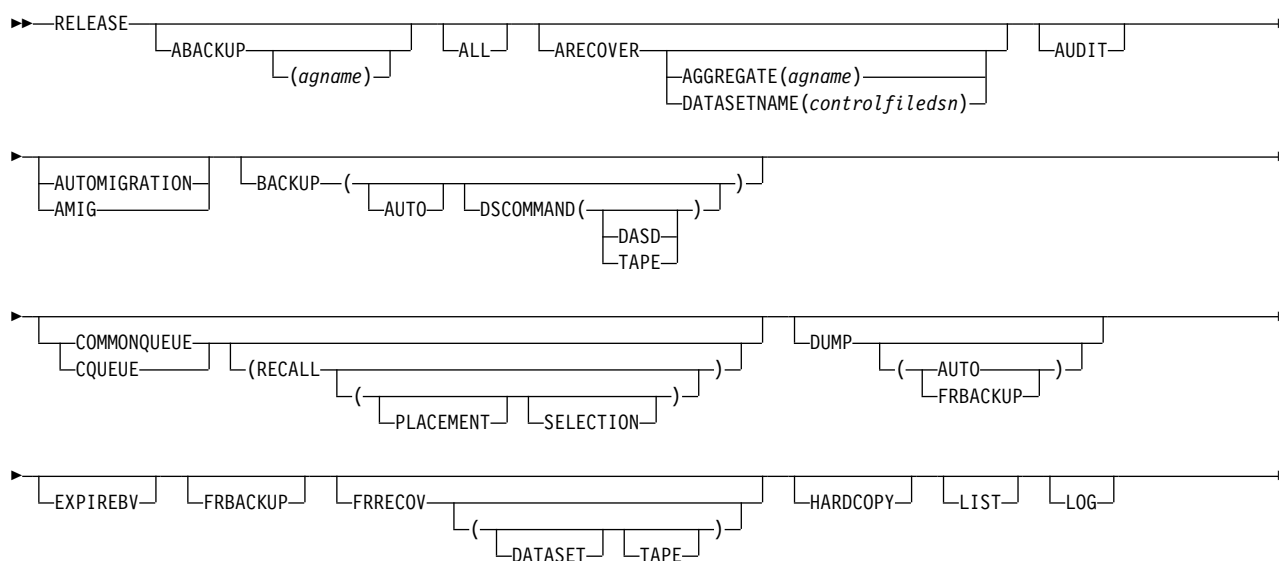 RELEASE
ABACKUP ALL ARECOVER AUDIT
(agname) AGGREGATE(agname)
DATASETNAME(controlfiledsn)
AUTOMIGRATION BACKUP ( )
AMIG AUTO DSCOMMAND( )
DASD
TAPE
COMMONQUEUE DUMP
CQUEUE (RECALL ) ( AUTO )
( ) FRBACKUP
PLACEMENT SELECTION
EXPIREBV FRBACKUP FRRECOV HARDCOPY LIST LOG
( )
DATASET TAPE